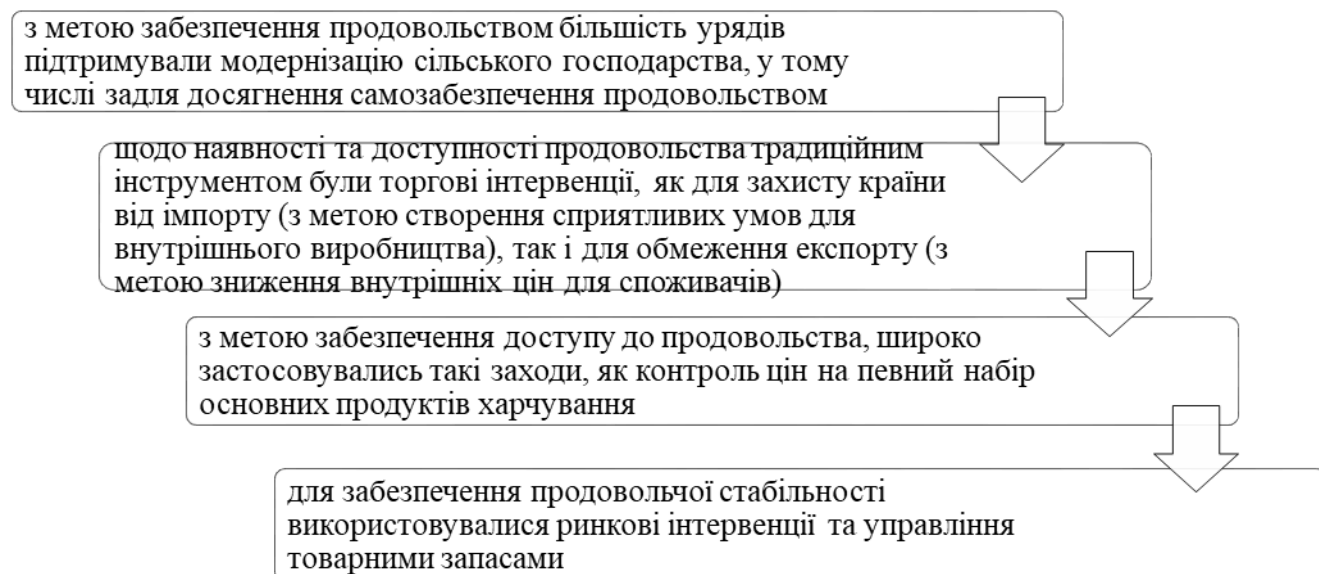 з метою забезпечення продовольством більшість урядів
підтримували модернізацію сільського господарства, у тому
числі задля досягнення самозабезпечення продовольством
щодо наявності та доступності продовольства традиційним
інструментом були торгові інтервенції, як для захисту країни
від імпорту (з метою створення сприятливих умов для
внутрішнього виробництва), так і для обмеження експорту (з
метою зниження внутрішніх цін для споживачів)
з метою забезпечення доступу до продовольства, широко
застосовувались такі заходи, як контроль цін на певний набір
основних продуктів харчування
для забезпечення продовольчої стабільності
використовувалися ринкові інтервенції та управління
товарними запасами